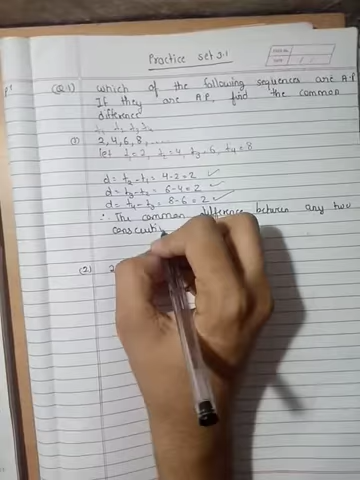 Practice set 3.1
(Q.1) which of the following sequences are A.P
If they are A.P, find the common
difference
t₁ t₂ t₃ t₄
① 2, 4, 6, 8, .....
let t₁=2, t₂=4, t₃=6, t₄=8
d= t₂-t₁= 4-2=2 ✓
d= t₃-t₂= 6-4=2 ✓
d= t₄-t₃= 8-6=2 ✓
∴ The common difference between any two
consecuti
(2) 2